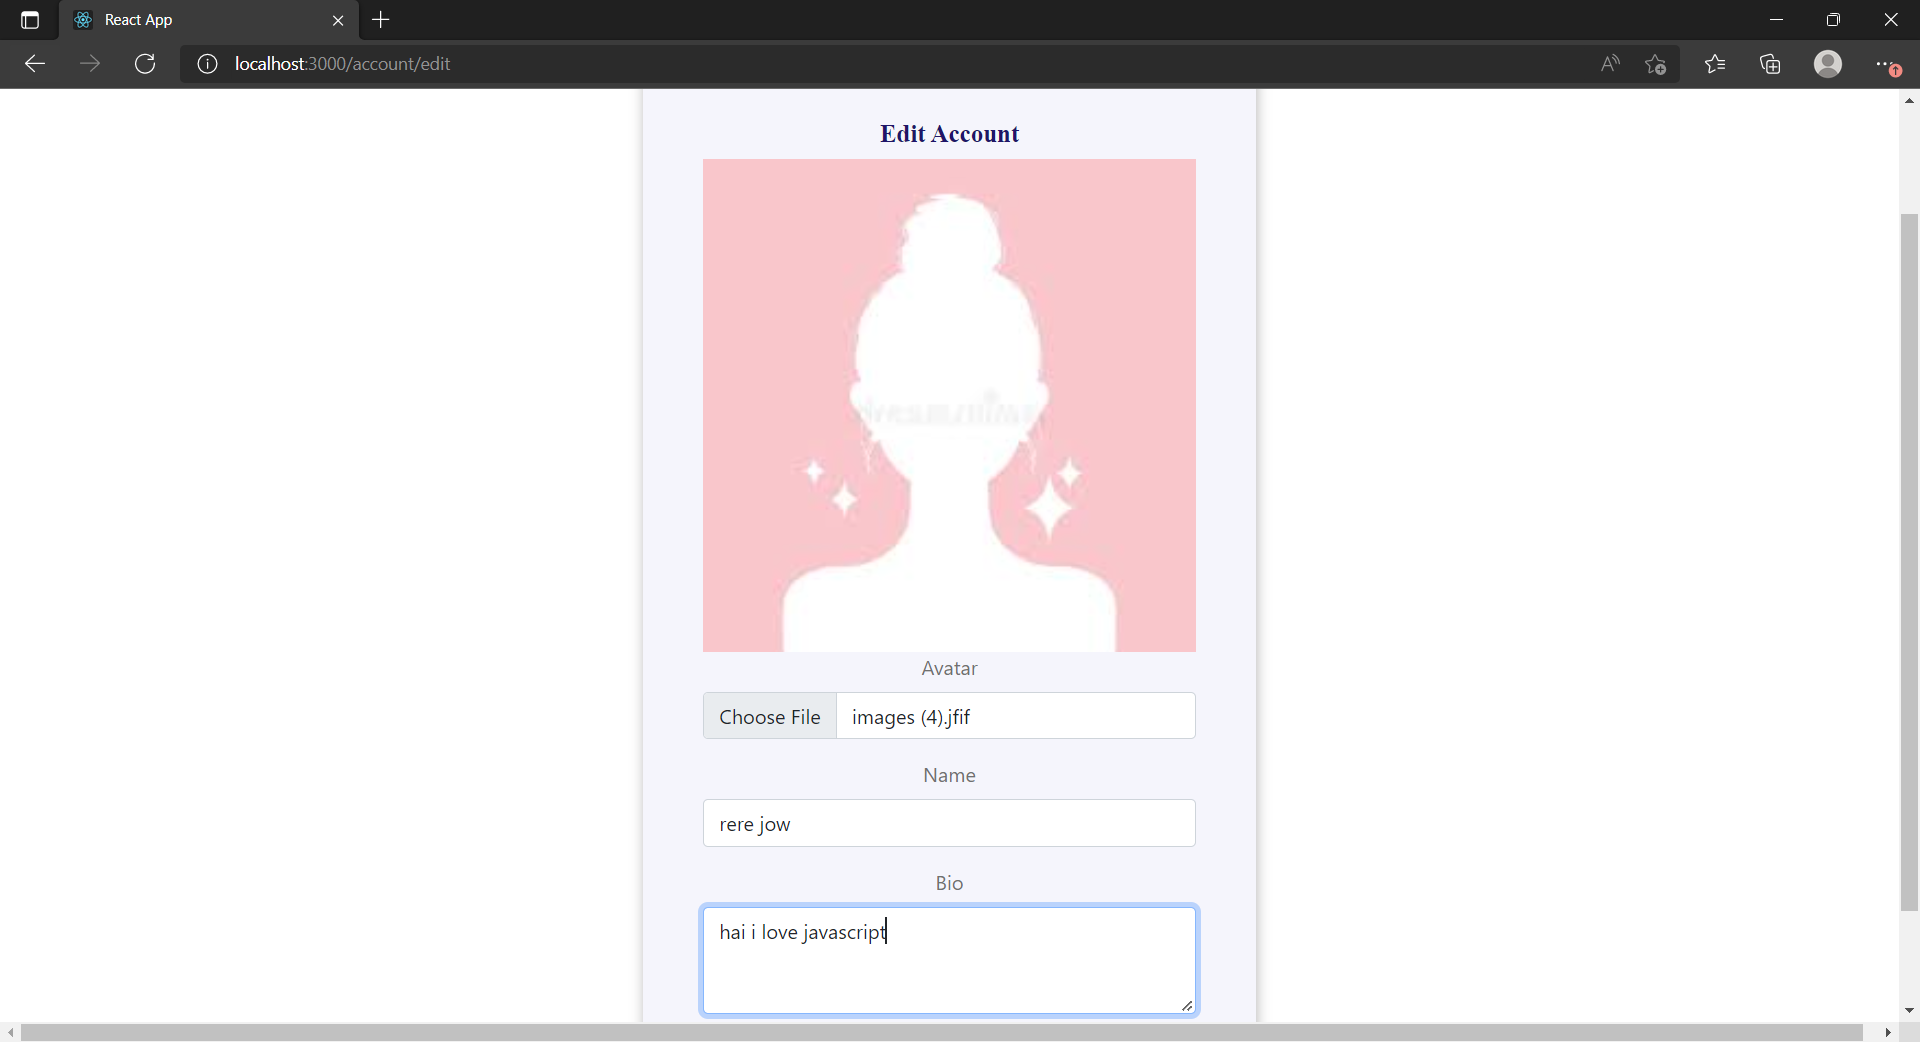 React App
localhost:3000/account/edit
Edit Account
dreamstime
Avatar
Choose File images (4).jfif
Name
rere jow
Bio
hai i love javascript